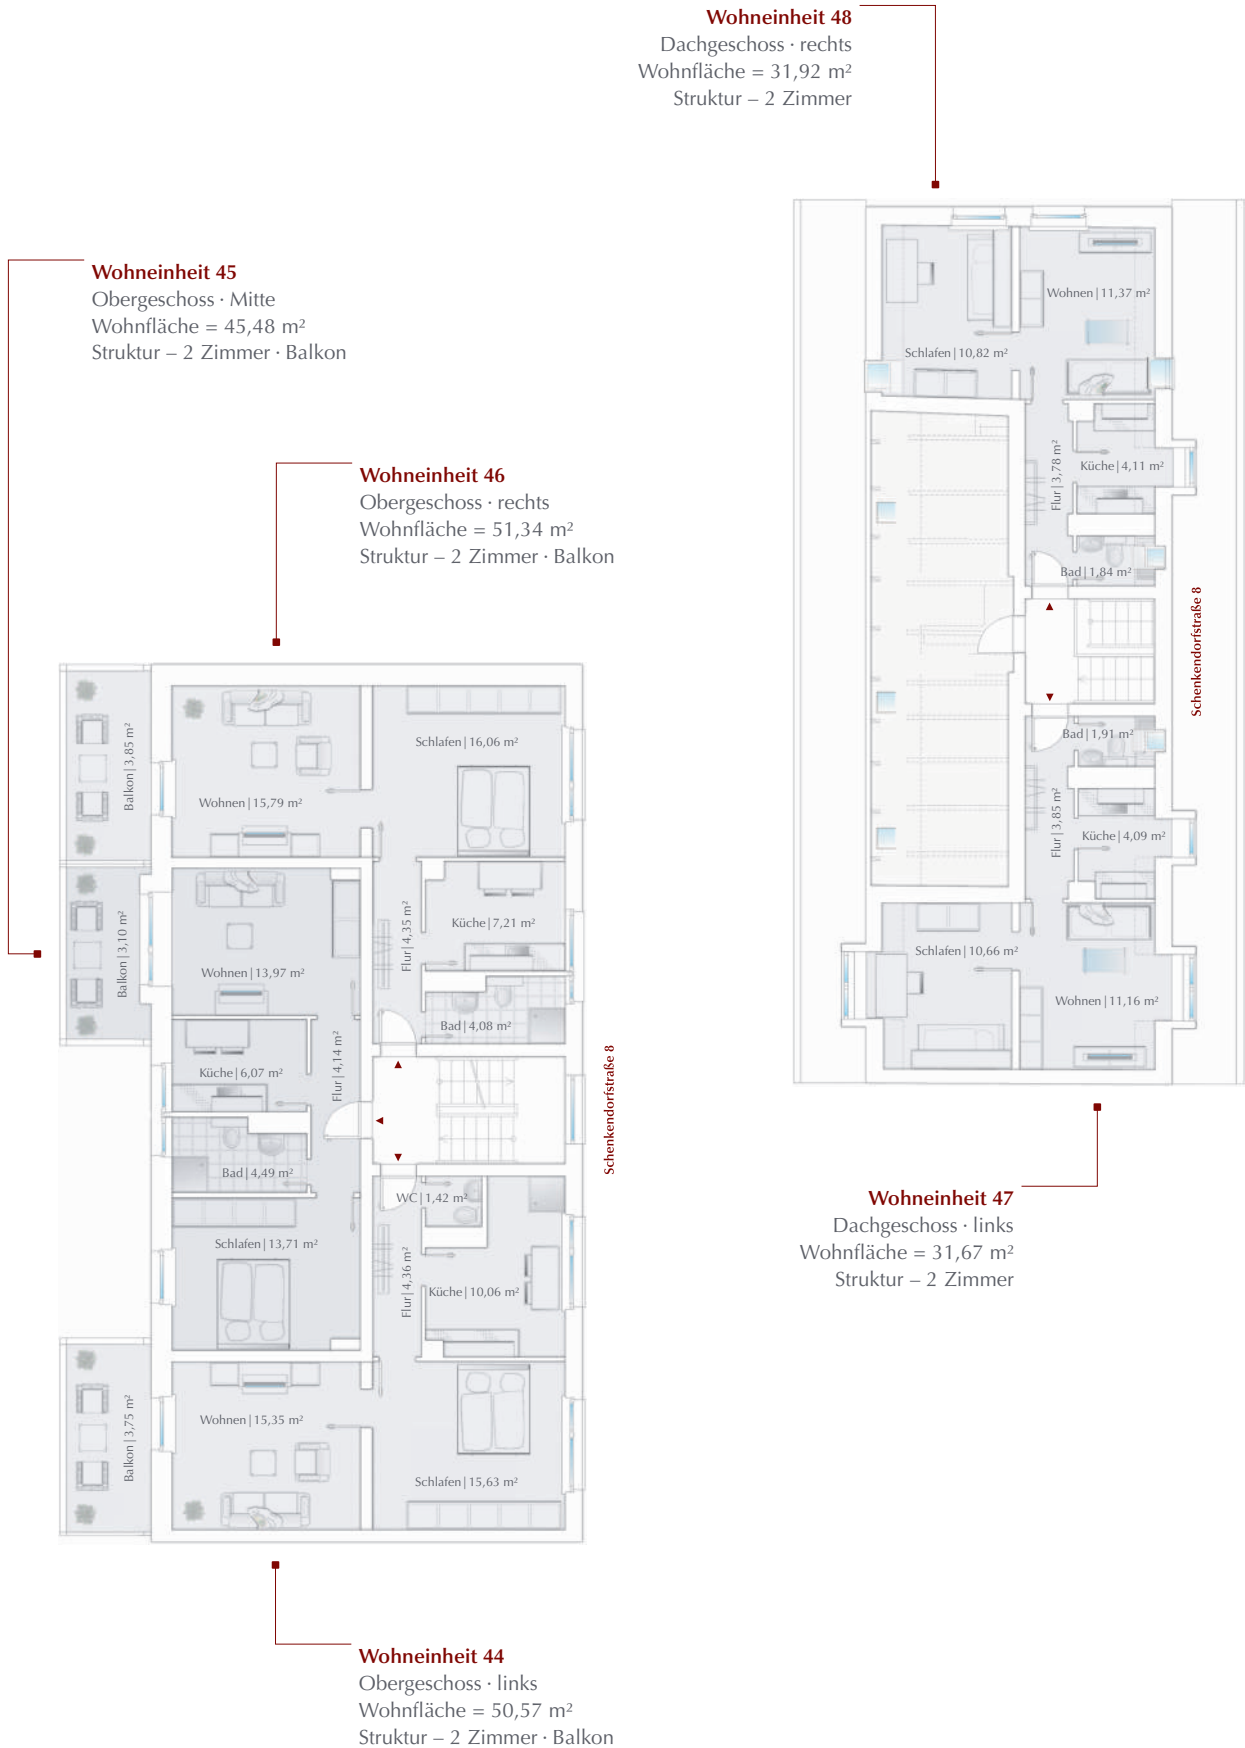 Wohneinheit 48
Dachgeschoss · rechts
Wohnfläche = 31,92 m²
Struktur – 2 Zimmer
Wohneinheit 45
Obergeschoss · Mitte
Wohnfläche = 45,48 m²
Struktur – 2 Zimmer · Balkon
Wohneinheit 46
Obergeschoss · rechts
Wohnfläche = 51,34 m²
Struktur – 2 Zimmer · Balkon
Wohnen | 11,37 m²
Schlafen | 10,82 m²
Flur | 3,78 m²
Küche | 4,11 m²
Bad | 1,84 m²
Schenkendorfstraße 8
Bad | 1,91 m²
Flur | 3,85 m²
Küche | 4,09 m²
Schlafen | 10,66 m²
Wohnen | 11,16 m²
Wohneinheit 47
Dachgeschoss · links
Wohnfläche = 31,67 m²
Struktur – 2 Zimmer
Balkon | 3,85 m²
Schlafen | 16,06 m²
Wohnen | 15,79 m²
Balkon | 3,10 m²
Flur | 4,35 m²
Küche | 7,21 m²
Wohnen | 13,97 m²
Bad | 4,08 m²
Küche | 6,07 m²
Flur | 4,14 m²
Schenkendorfstraße 8
Bad | 4,49 m²
WC | 1,42 m²
Schlafen | 13,71 m²
Flur | 4,36 m²
Küche | 10,06 m²
Balkon | 3,75 m²
Wohnen | 15,35 m²
Schlafen | 15,63 m²
Wohneinheit 44
Obergeschoss · links
Wohnfläche = 50,57 m²
Struktur – 2 Zimmer · Balkon